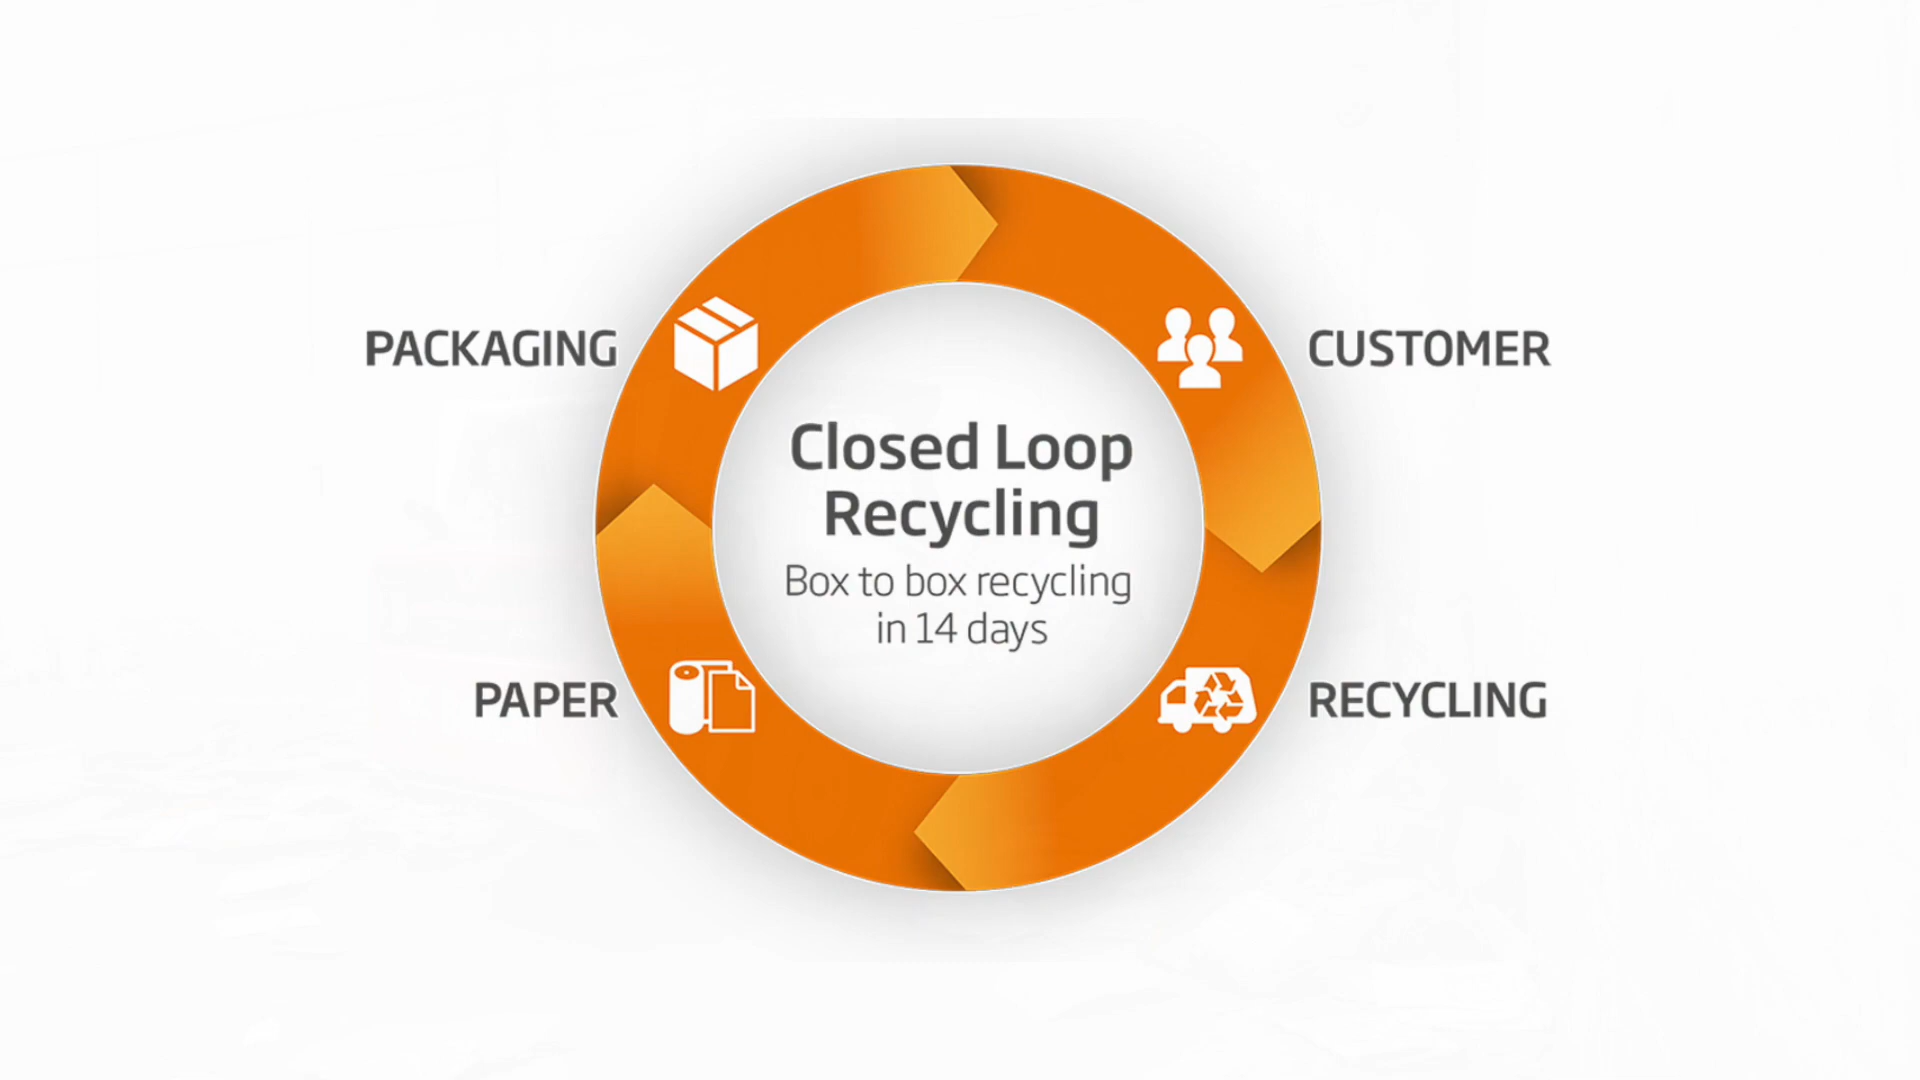 PACKAGING
CUSTOMER
Closed Loop
Recycling
Box to box recycling
in 14 days
PAPER
RECYCLING